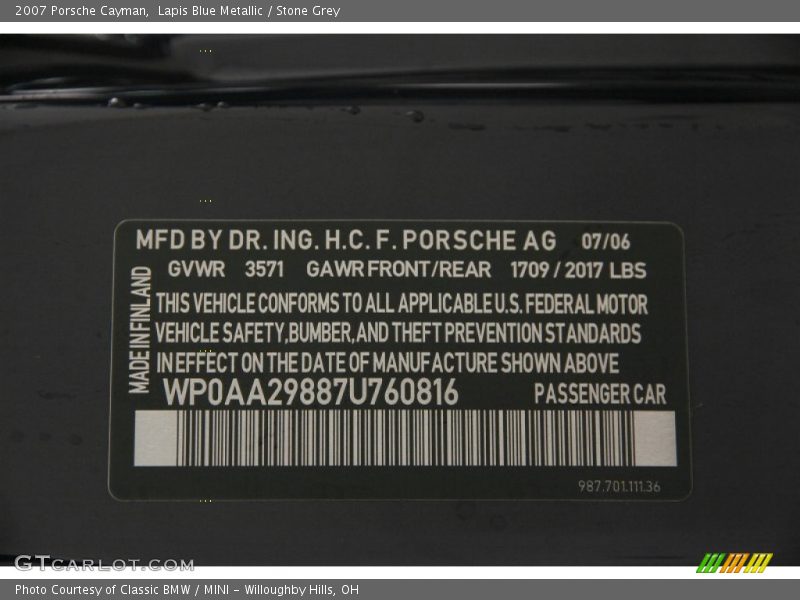 2007 Porsche Cayman, Lapis Blue Metallic / Stone Grey
MFD BY DR. ING. H.C. F. PORSCHE AG 07/06
GVWR 3571 GAWR FRONT/REAR 1709 / 2017 LBS
MADE IN FINLAND
THIS VEHICLE CONFORMS TO ALL APPLICABLE U.S. FEDERAL MOTOR
VEHICLE SAFETY, BUMBER, AND THEFT PREVENTION STANDARDS
IN EFFECT ON THE DATE OF MANUFACTURE SHOWN ABOVE
WP0AA29887U760816 PASSENGER CAR
987.701.111.36
GTCARLOT.COM
Photo Courtesy of Classic BMW / MINI - Willoughby Hills, OH